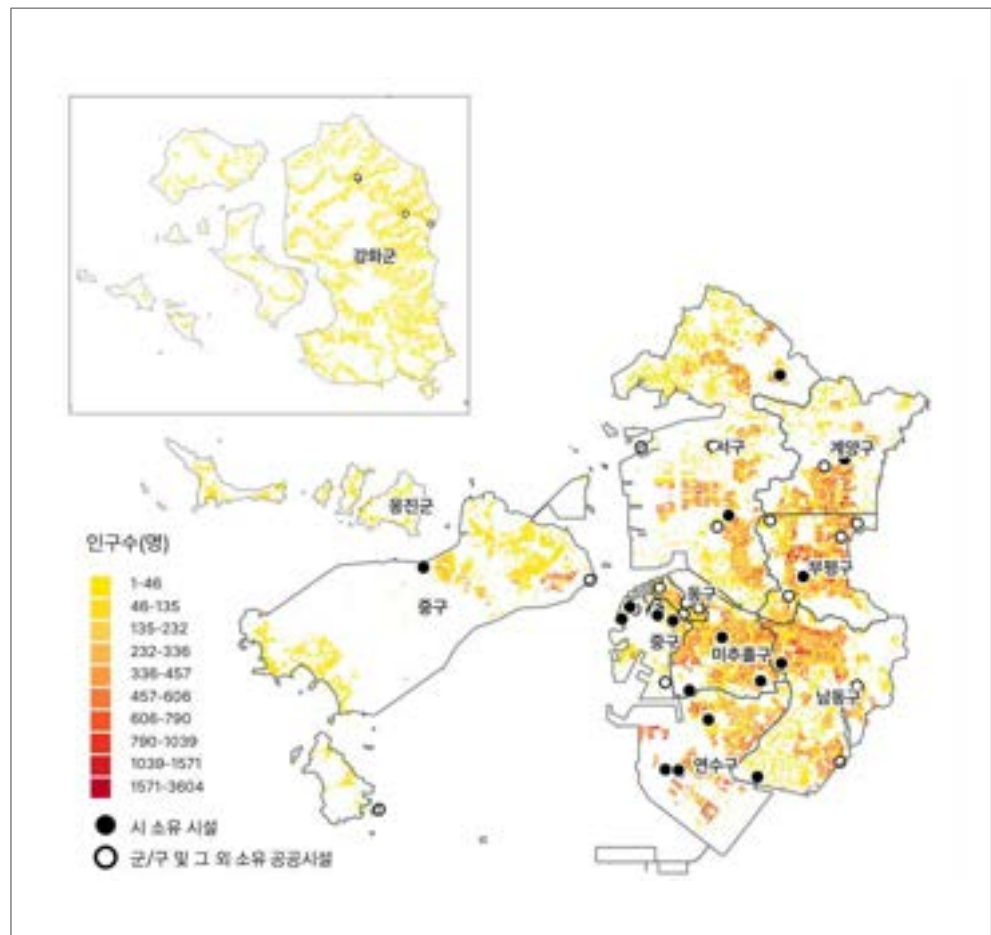 강화군
서구
계양구
옹진군
부평구
중구
동구
중구
미추홀구
남동구
연수구
인구수(명)
1-46
46-135
135-232
232-336
336-457
457-606
606-790
790-1039
1039-1571
1571-3604
시 소유 시설
군/구 및 그 외 소유 공공시설